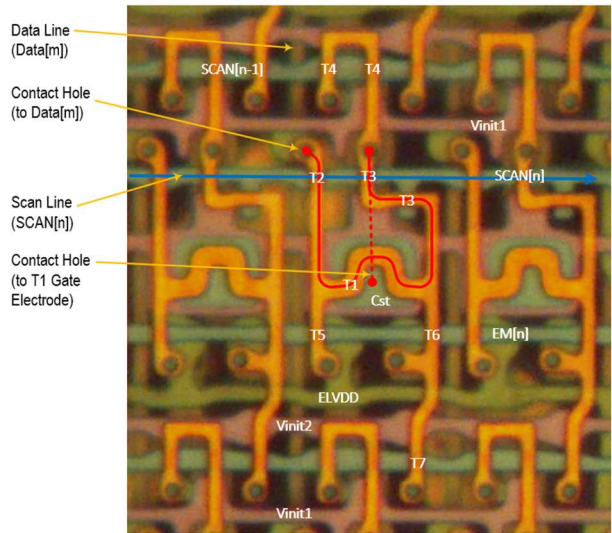 Data Line
(Data[m])
SCAN[n-1]
T4
T4
Contact Hole
(to Data[m])
Vinit1
T2
T3
SCAN[n]
Scan Line
(SCAN[n])
T3
Contact Hole
(to T1 Gate
Electrode)
T1
Cst
T5
T6
EM[n]
ELVDD
Vinit2
T7
Vinit1